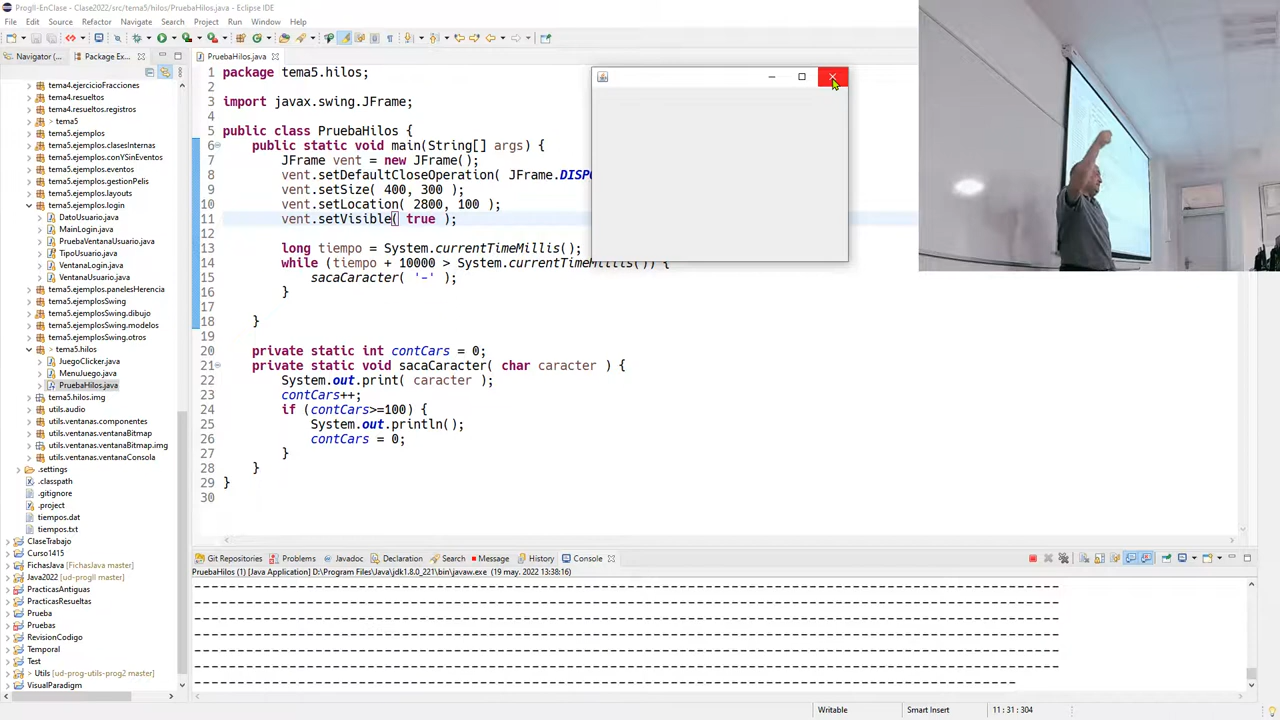 ProgII-EnClase - Clase2022/src/tema5/hilos/PruebaHilos.java - Eclipse IDE
File Edit Source Refactor Navigate Search Project Run Window Help
Navigator (...
Package Ex...
PruebaHilos.java
tema4.ejercicioFracciones
tema4.resueltos
tema4.resueltos.registros
tema5
tema5.ejemplos
tema5.ejemplos.clasesInternas
tema5.ejemplos.conYSinEventos
tema5.ejemplos.eventos
tema5.ejemplos.gestionPelis
tema5.ejemplos.layouts
tema5.ejemplos.login
DatoUsuario.java
MainLogin.java
PruebaVentanaUsuario.java
TipoUsuario.java
VentanaLogin.java
VentanaUsuario.java
tema5.ejemplos.panelesHerencia
tema5.ejemplosSwing
tema5.ejemplosSwing.dibujo
tema5.ejemplosSwing.modelos
tema5.ejemplosSwing.otros
tema5.hilos
JuegoClicker.java
MenuJuego.java
PruebaHilos.java
tema5.hilos.img
utils.audio
utils.ventanas.componentes
utils.ventanas.ventanaBitmap
utils.ventanas.ventanaBitmap.img
utils.ventanas.ventanaConsola
.settings
.classpath
.gitignore
.project
tiempos.dat
tiempos.txt
ClaseTrabajo
Curso1415
FichasJava [ud-progII master]
Java2022 [ud-progII master]
PracticasAntiguas
PracticasResueltas
Prueba
Pruebas
RevisionCodigo
Temporal
Test
Utils [ud-prog-utils-prog2 master]
VisualParadigm
1 package tema5.hilos;
2
3 import javax.swing.JFrame;
4
5 public class PruebaHilos {
6 public static void main(String[] args) {
7 JFrame vent = new JFrame();
8 vent.setDefaultCloseOperation( JFrame.DISP
9 vent.setSize( 400, 300 );
10 vent.setLocation( 2800, 100 );
11 vent.setVisible( true );
13 long tiempo = System.currentTimeMillis();
14 while (tiempo + 10000 > System.currentTimeMillis()) {
15 sacaCaracter( '-' );
16 }
17
18 }
19
20 private static int contCars = 0;
21 private static void sacaCaracter( char caracter ) {
22 System.out.print( caracter );
23 contCars++;
24 if (contCars>=100) {
25 System.out.println();
26 contCars = 0;
27 }
28 }
29 }
30
Git Repositories Problems Javadoc Declaration Search Message History Console
PruebaHilos (1) [Java Application] D:\Program Files\Java\jdk1.8.0_221\bin\javaw.exe (19 may. 2022 13:38:16)
Writable Smart Insert 11 : 31 : 304